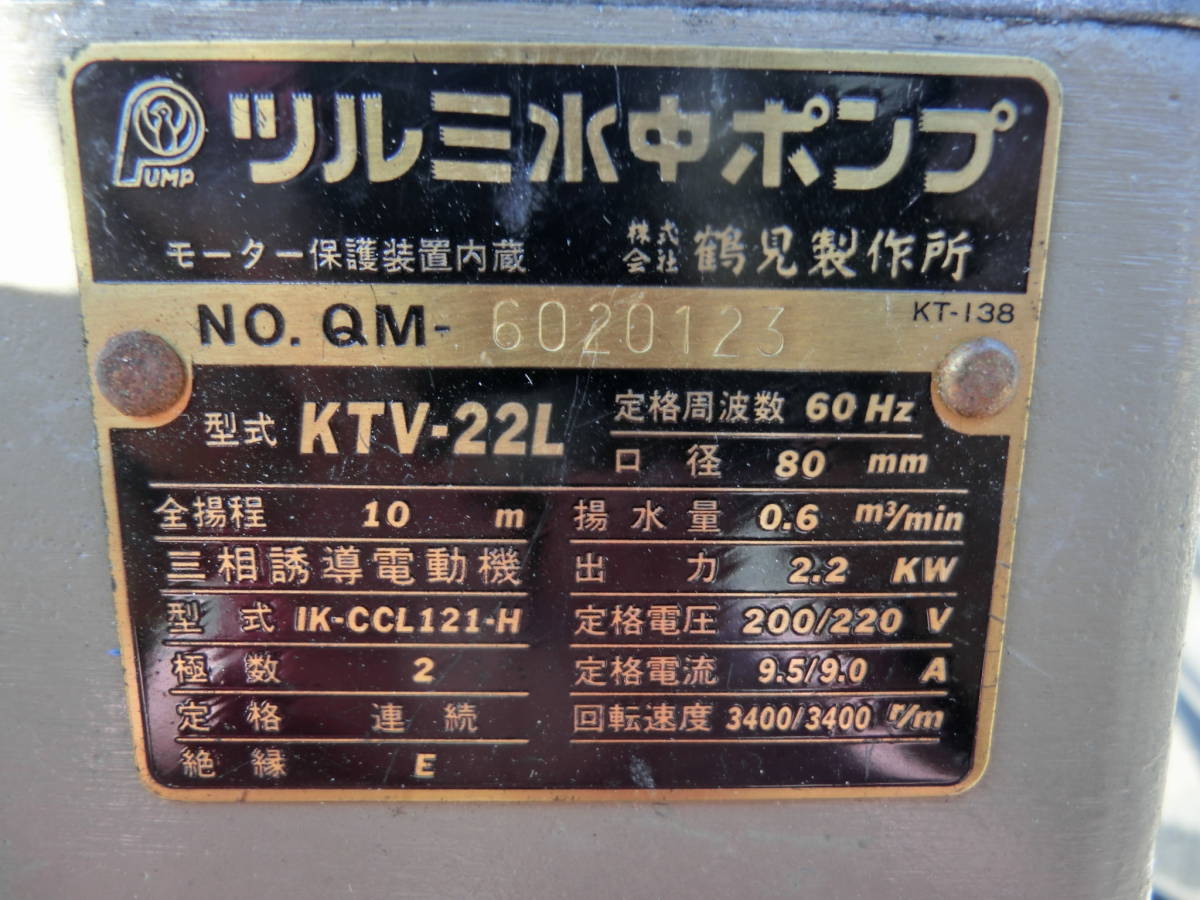 PUMP ツルミ水中ポンプ
モーター保護装置内蔵 株式会社 鶴見製作所
NO. QM- 6020123 KT-138
型式 KTV-22L 定格周波数 60 Hz
口径 80 mm
全揚程 10 m 揚水量 0.6 m³/min
三相誘導電動機 出力 2.2 KW
型式 IK-CCL121-H 定格電圧 200/220 V
極数 2 定格電流 9.5/9.0 A
定格 連続 回転速度 3400/3400 r/m
絶縁 E